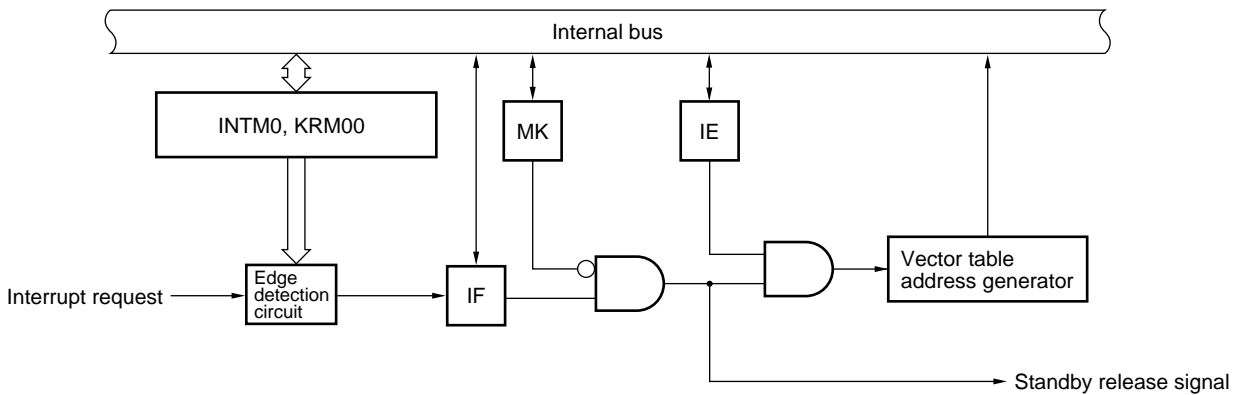 Internal bus
INTM0, KRM00
MK
IE
Interrupt request
Edge
detection
circuit
IF
Vector table
address generator
Standby release signal